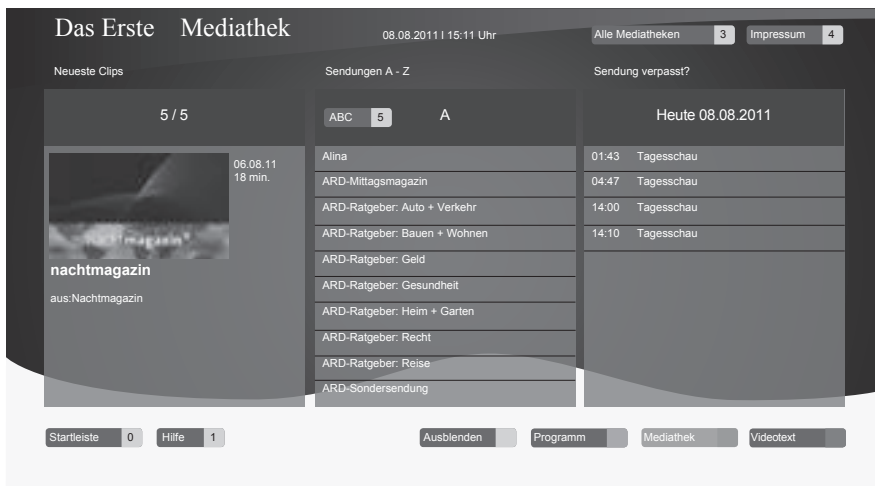 Das Erste Mediathek
08.08.2011 I 15:11 Uhr
Alle Mediatheken 3
Impressum 4
Neueste Clips
Sendungen A - Z
Sendung verpasst?
5 / 5
06.08.11
18 min.
nachtmagazin
nachtmagazin
aus:Nachtmagazin
ABC 5
A
Alina
ARD-Mittagsmagazin
ARD-Ratgeber: Auto + Verkehr
ARD-Ratgeber: Bauen + Wohnen
ARD-Ratgeber: Geld
ARD-Ratgeber: Gesundheit
ARD-Ratgeber: Heim + Garten
ARD-Ratgeber: Recht
ARD-Ratgeber: Reise
ARD-Sondersendung
Heute 08.08.2011
01:43 Tagesschau
04:47 Tagesschau
14:00 Tagesschau
14:10 Tagesschau
Startleiste 0
Hilfe 1
Ausblenden
Programm
Mediathek
Videotext